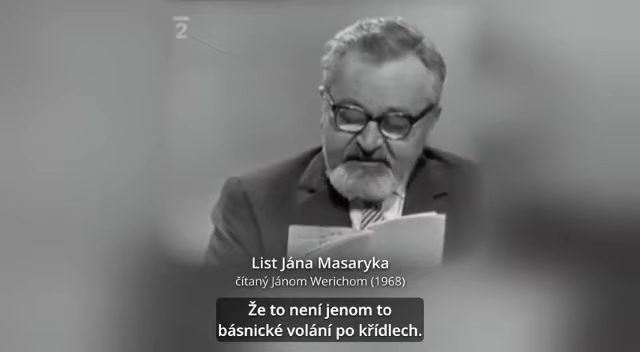 2
List Jána Masaryka
čítaný Jánom Werichom (1968)
Že to není jenom to
básnické volání po křídlech.